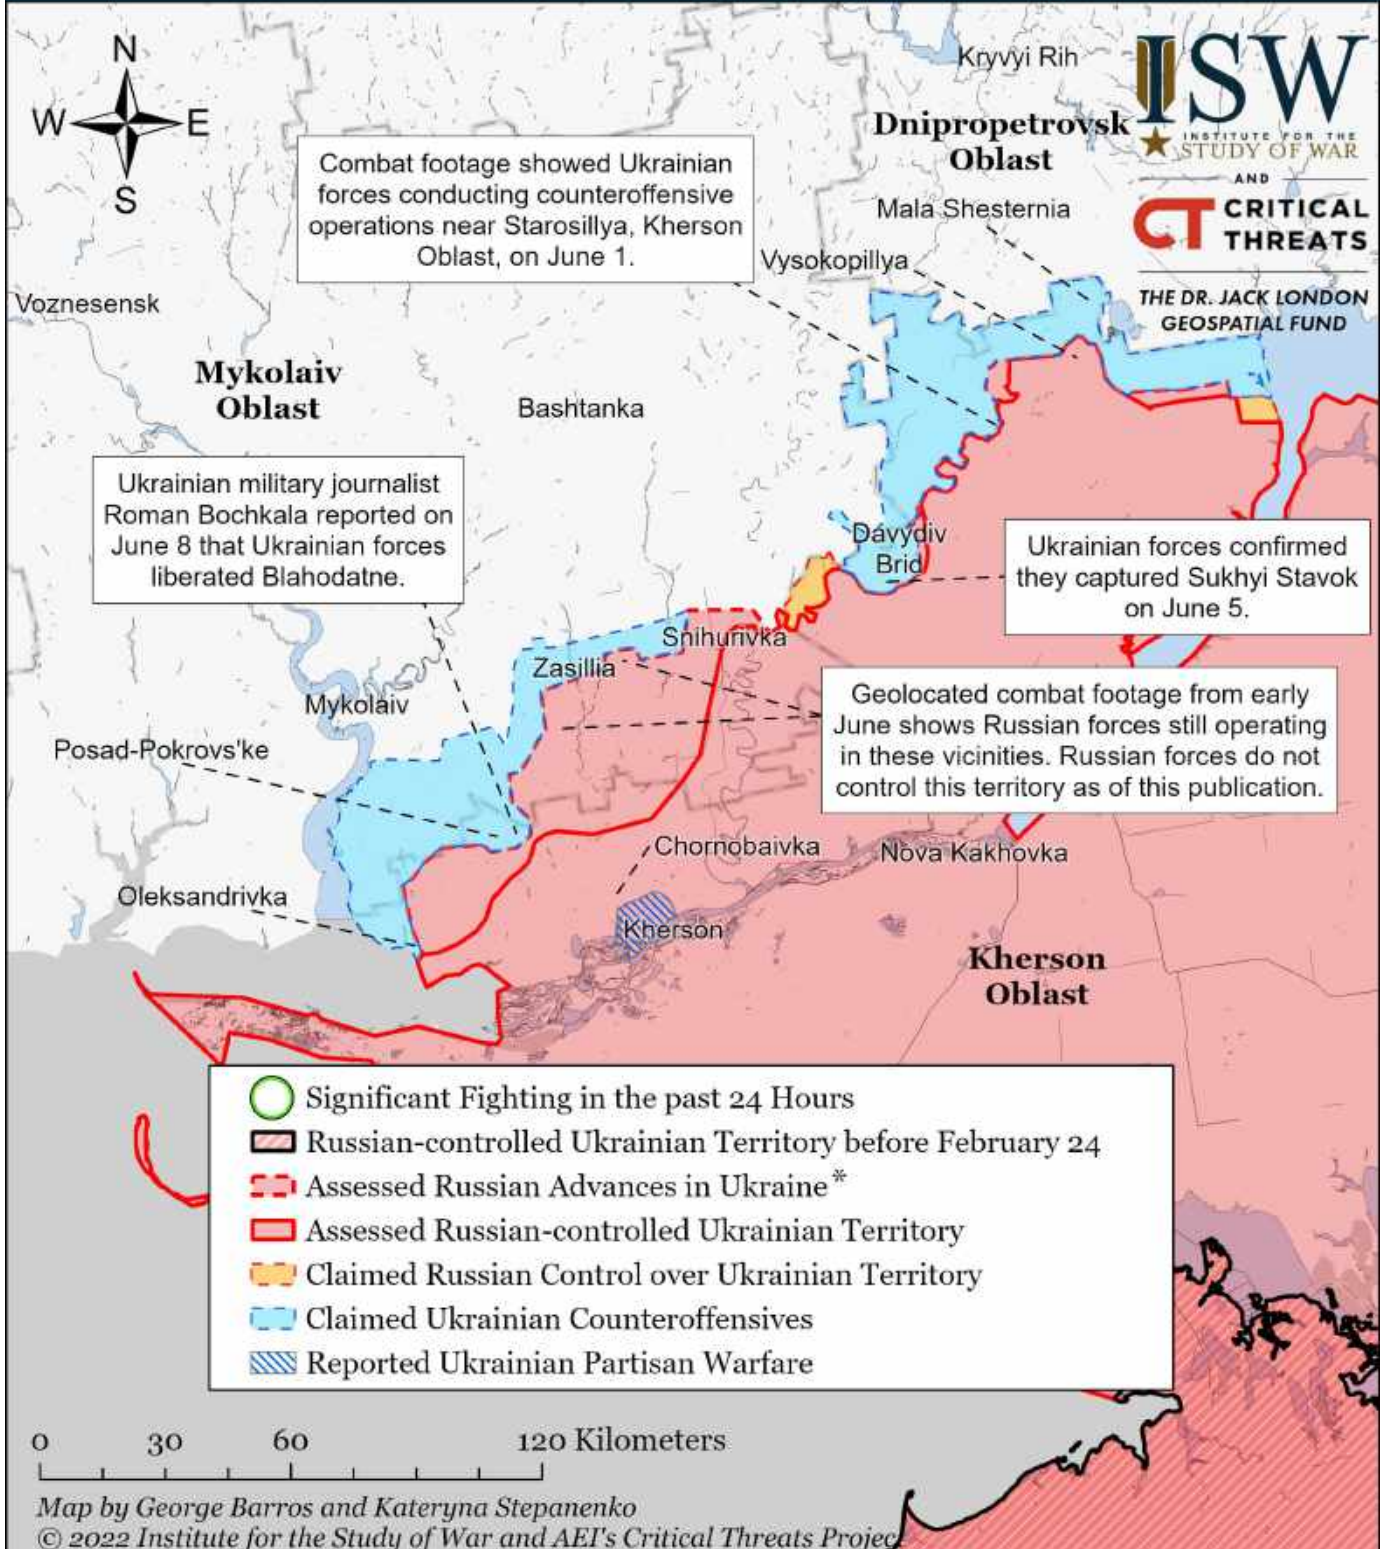 N
W E
S
Kryvyi Rih
ISW
INSTITUTE FOR THE
STUDY OF WAR
AND
CT CRITICAL
THREATS
THE DR. JACK LONDON
GEOSPATIAL FUND
Dnipropetrovsk
Oblast
Combat footage showed Ukrainian
forces conducting counteroffensive
operations near Starosillya, Kherson
Oblast, on June 1.
Mala Shesternia
Vysokopillya
Voznesensk
Mykolaiv
Oblast
Bashtanka
Ukrainian military journalist
Roman Bochkala reported on
June 8 that Ukrainian forces
liberated Blahodatne.
Davydiv
Brid
Ukrainian forces confirmed
they captured Sukhyi Stavok
on June 5.
Snihurivka
Zasillia
Geolocated combat footage from early
June shows Russian forces still operating
in these vicinities. Russian forces do not
control this territory as of this publication.
Mykolaiv
Posad-Pokrovs'ke
Chornobaivka
Nova Kakhovka
Oleksandrivka
Kherson
Kherson
Oblast
Significant Fighting in the past 24 Hours
Russian-controlled Ukrainian Territory before February 24
Assessed Russian Advances in Ukraine*
Assessed Russian-controlled Ukrainian Territory
Claimed Russian Control over Ukrainian Territory
Claimed Ukrainian Counteroffensives
Reported Ukrainian Partisan Warfare
0 30 60 120 Kilometers
Map by George Barros and Kateryna Stepanenko
© 2022 Institute for the Study of War and AEI's Critical Threats Project